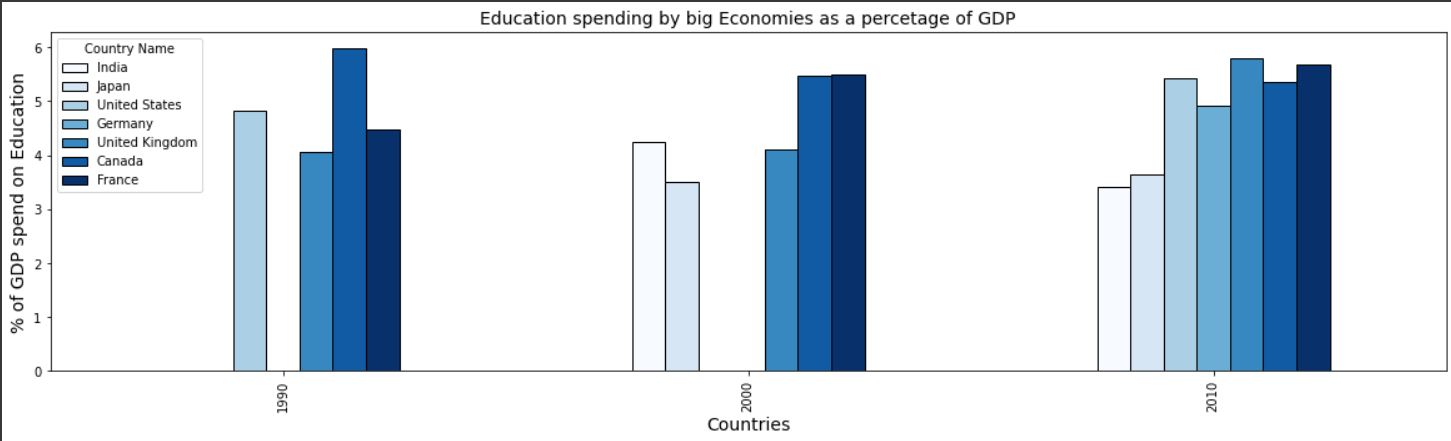 Education spending by big Economies as a percetage of GDP
% of GDP spend on Education
6
5
4
3
2
1
0
Country Name
India
Japan
United States
Germany
United Kingdom
Canada
France
1990
2000
2010
Countries